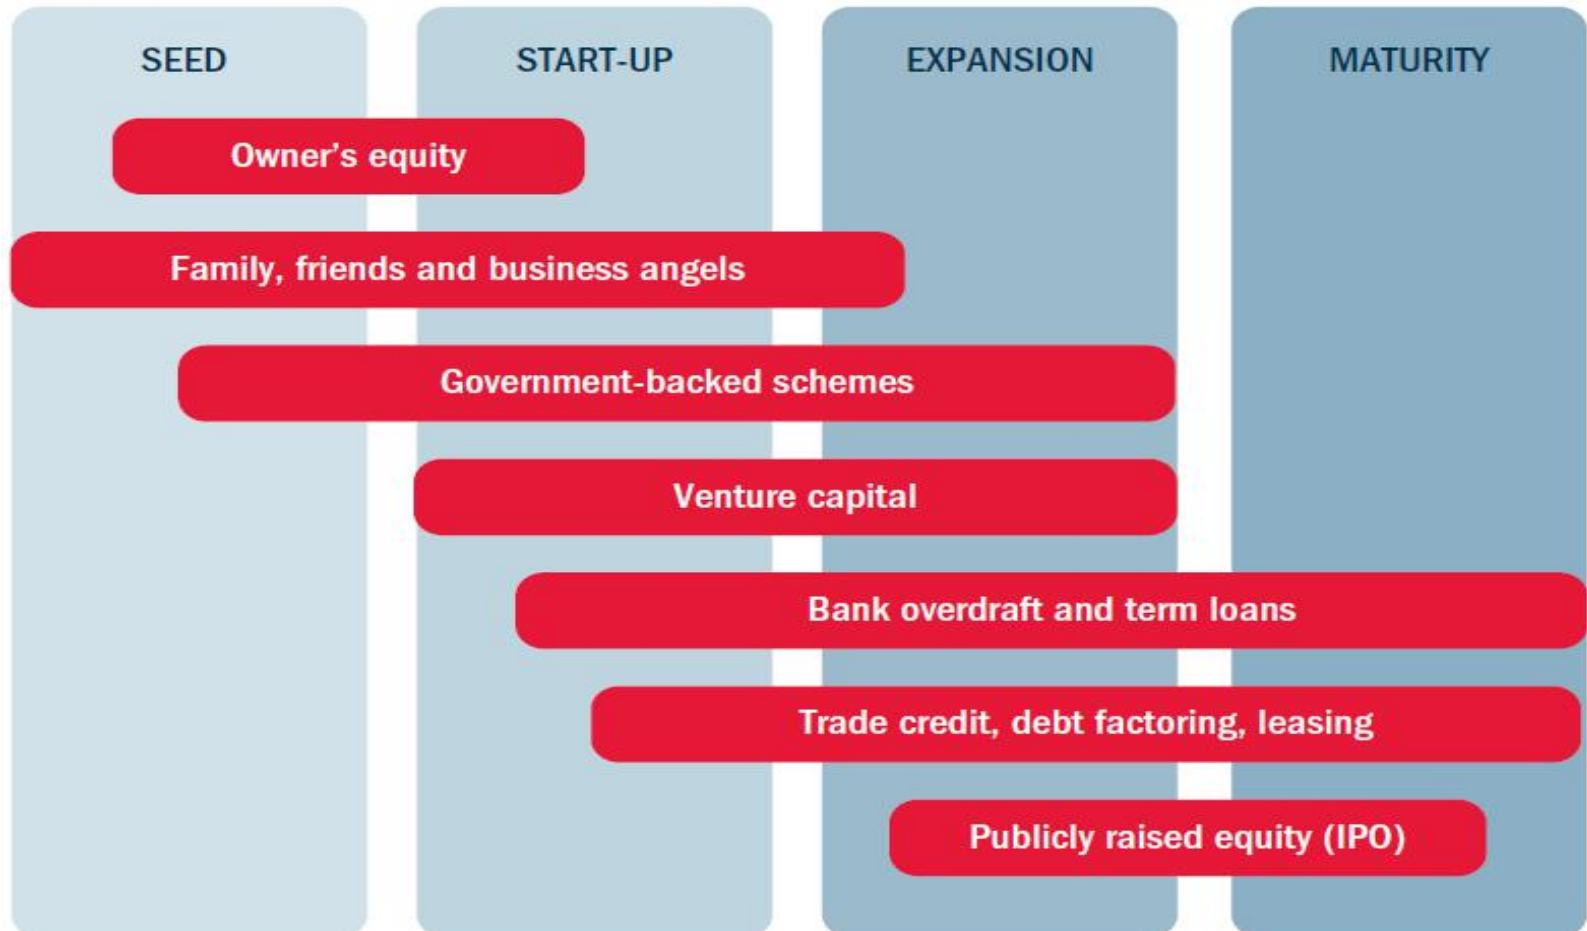 SEED
START-UP
EXPANSION
MATURITY
Owner’s equity
Family, friends and business angels
Government-backed schemes
Venture capital
Bank overdraft and term loans
Trade credit, debt factoring, leasing
Publicly raised equity (IPO)